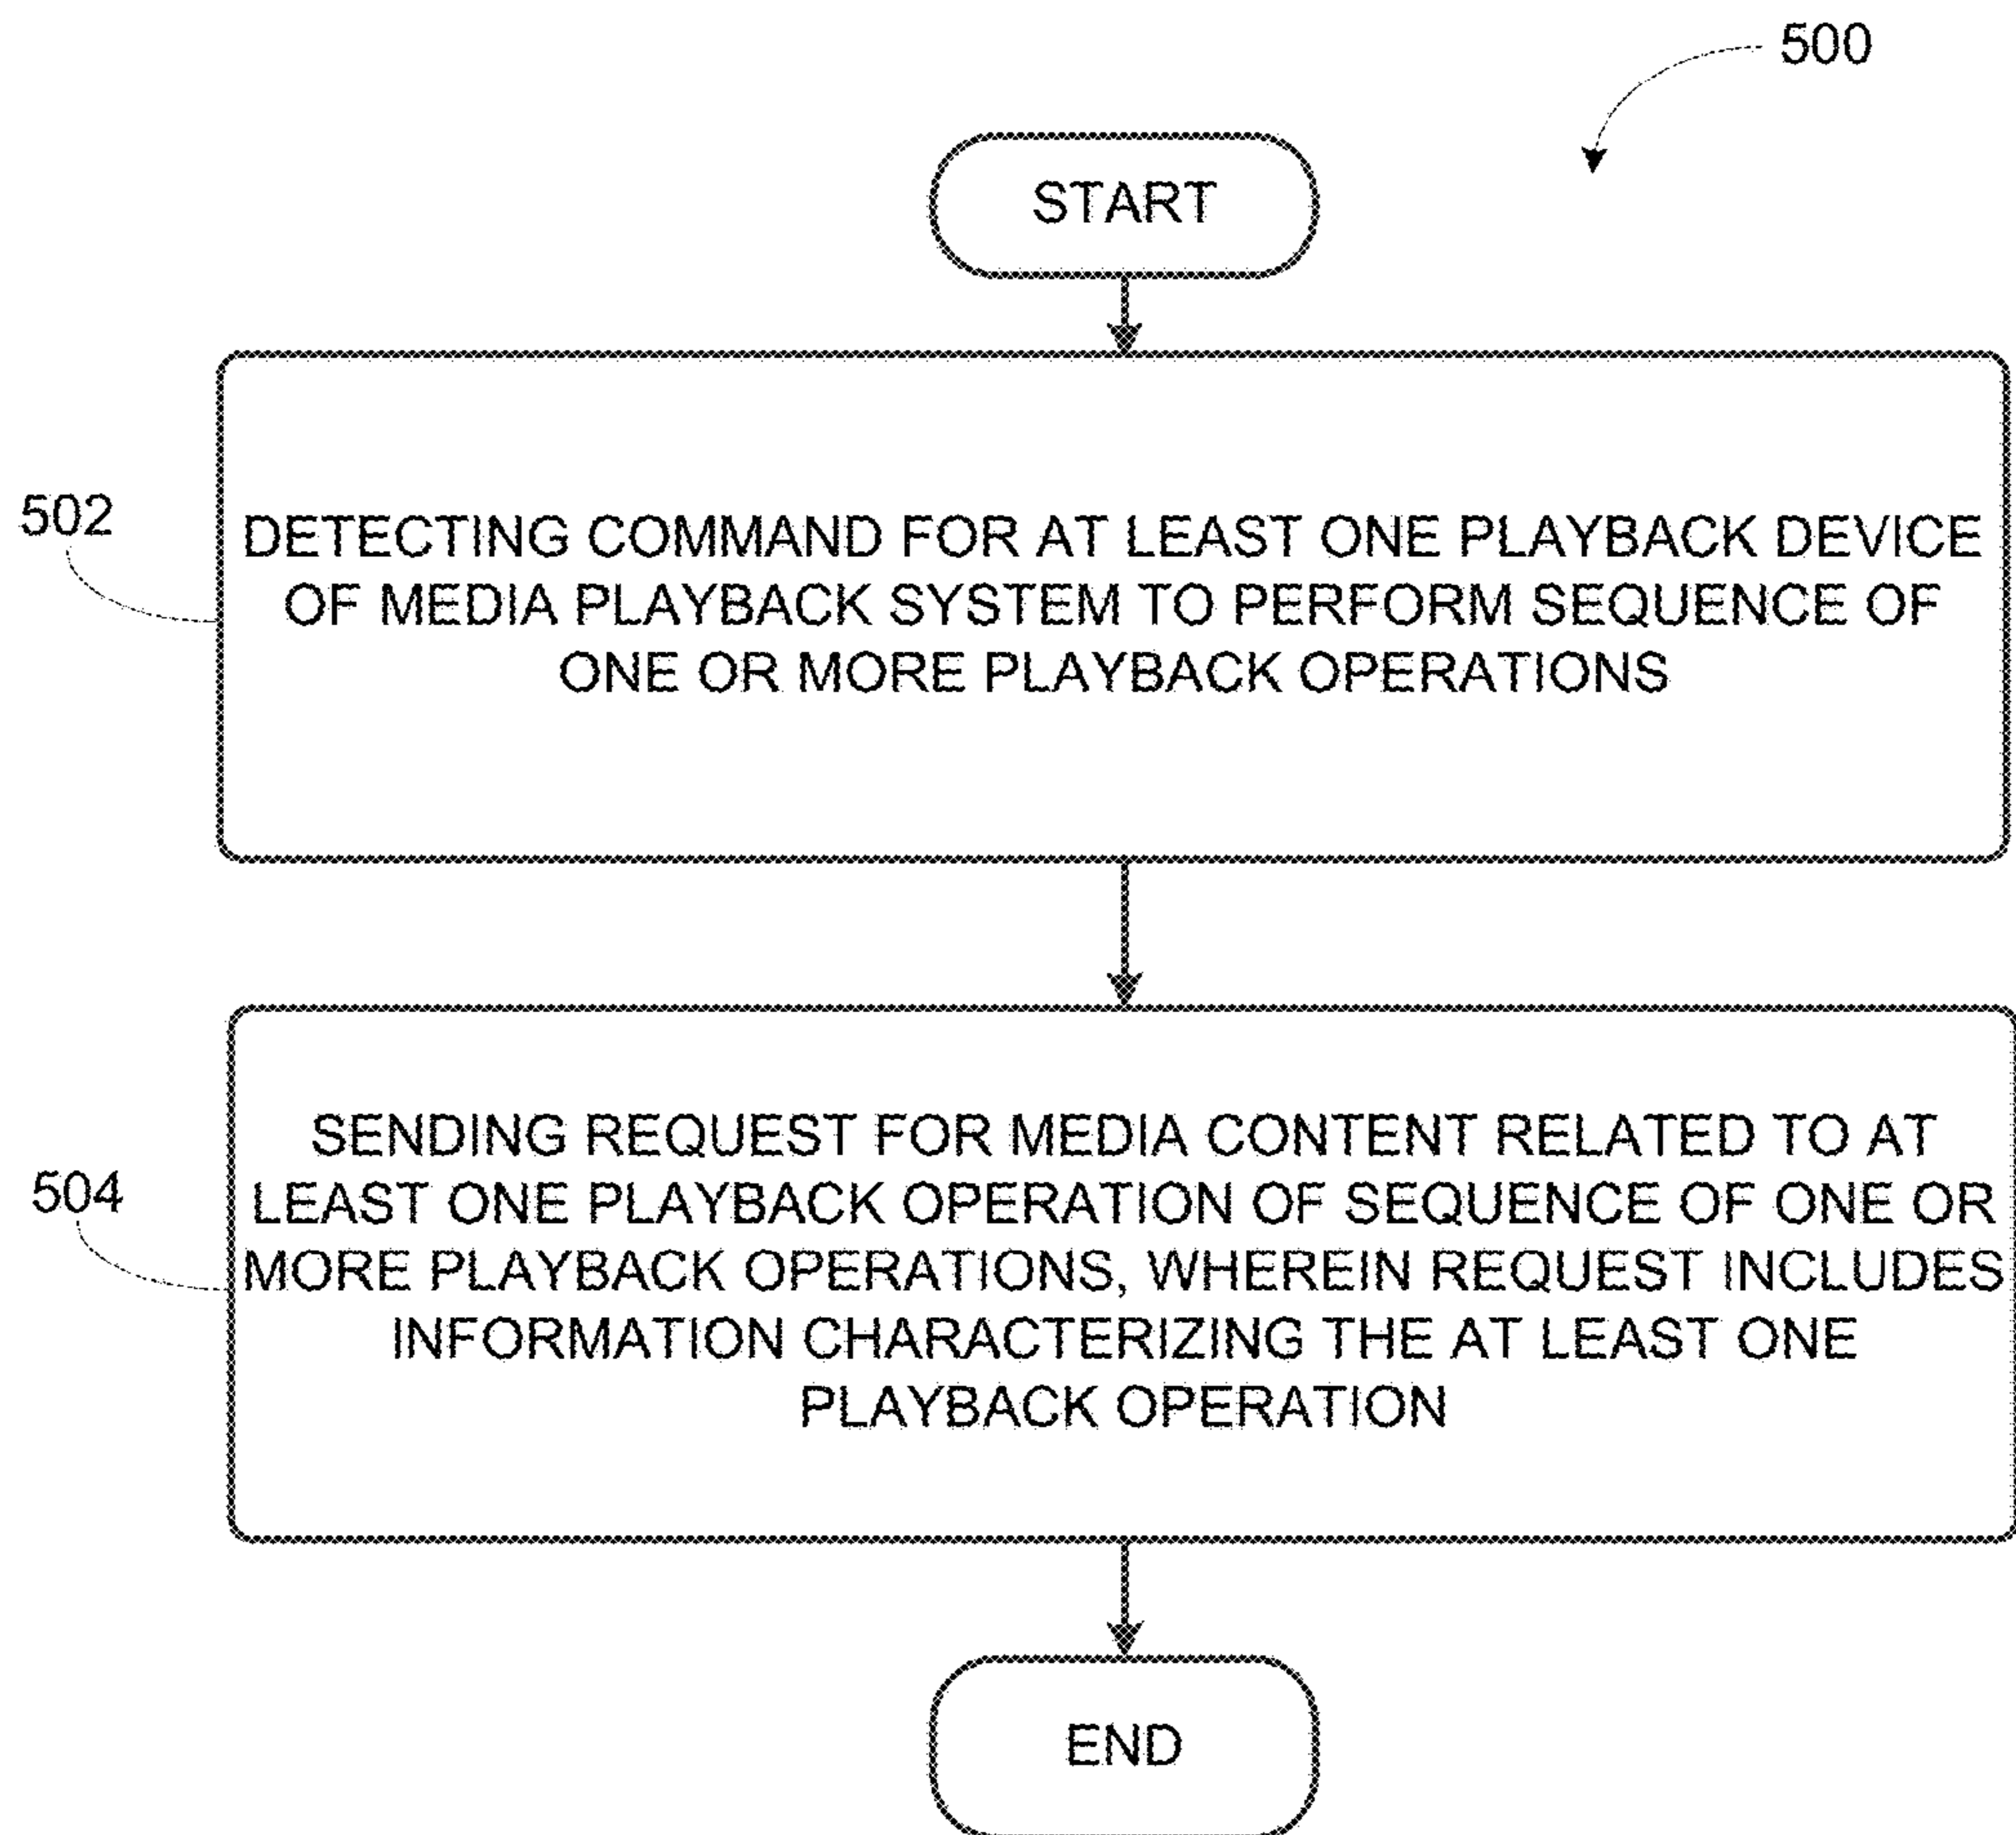 500
START
502
DETECTING COMMAND FOR AT LEAST ONE PLAYBACK DEVICE
OF MEDIA PLAYBACK SYSTEM TO PERFORM SEQUENCE OF
ONE OR MORE PLAYBACK OPERATIONS
504
SENDING REQUEST FOR MEDIA CONTENT RELATED TO AT
LEAST ONE PLAYBACK OPERATION OF SEQUENCE OF ONE OR
MORE PLAYBACK OPERATIONS, WHEREIN REQUEST INCLUDES
INFORMATION CHARACTERIZING THE AT LEAST ONE
PLAYBACK OPERATION
END